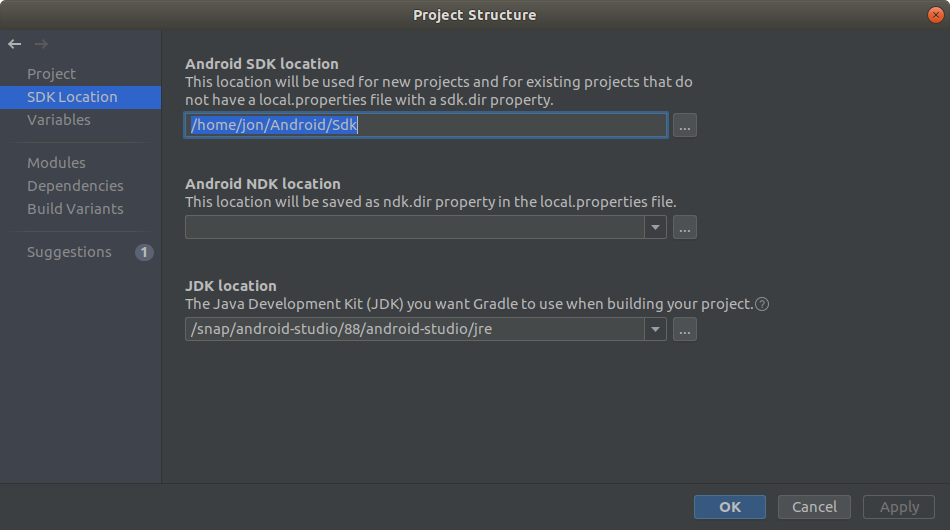 Project Structure
Project
SDK Location
Variables
Modules
Dependencies
Build Variants
Suggestions 1
Android SDK location
This location will be used for new projects and for existing projects that do
not have a local.properties file with a sdk.dir property.
/home/jon/Android/Sdk
...
Android NDK location
This location will be saved as ndk.dir property in the local.properties file.
...
JDK location
The Java Development Kit (JDK) you want Gradle to use when building your project. ?
/snap/android-studio/88/android-studio/jre
...
OK
Cancel
Apply